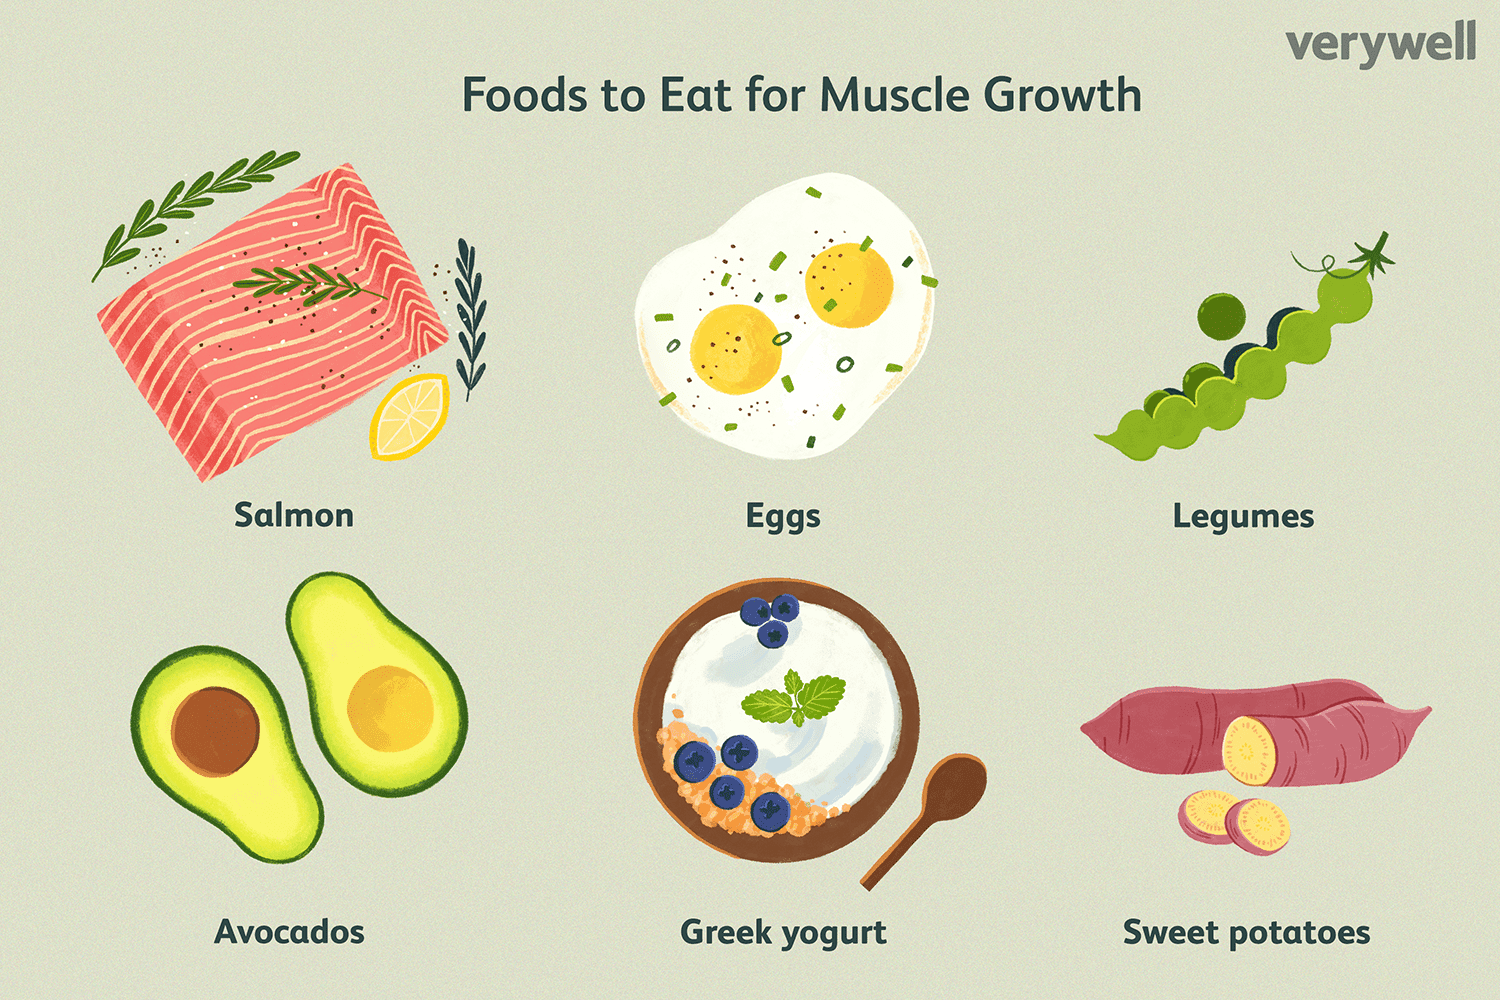 verywell
Foods to Eat for Muscle Growth
Salmon
Eggs
Legumes
Avocados
Greek yogurt
Sweet potatoes